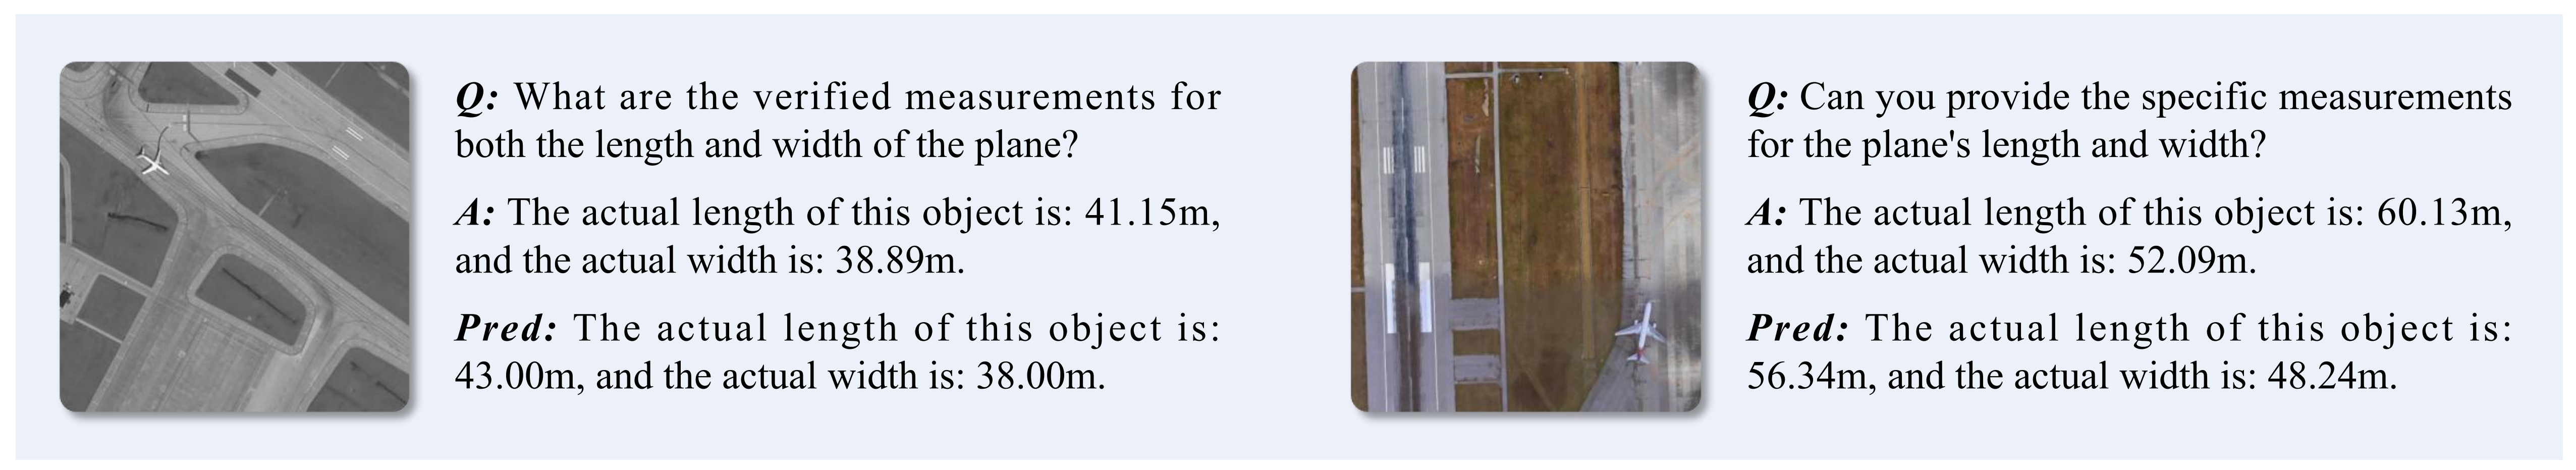 Q: What are the verified measurements for
both the length and width of the plane?
A: The actual length of this object is: 41.15m,
and the actual width is: 38.89m.
Pred: The actual length of this object is:
43.00m, and the actual width is: 38.00m.
Q: Can you provide the specific measurements
for the plane's length and width?
A: The actual length of this object is: 60.13m,
and the actual width is: 52.09m.
Pred: The actual length of this object is:
56.34m, and the actual width is: 48.24m.